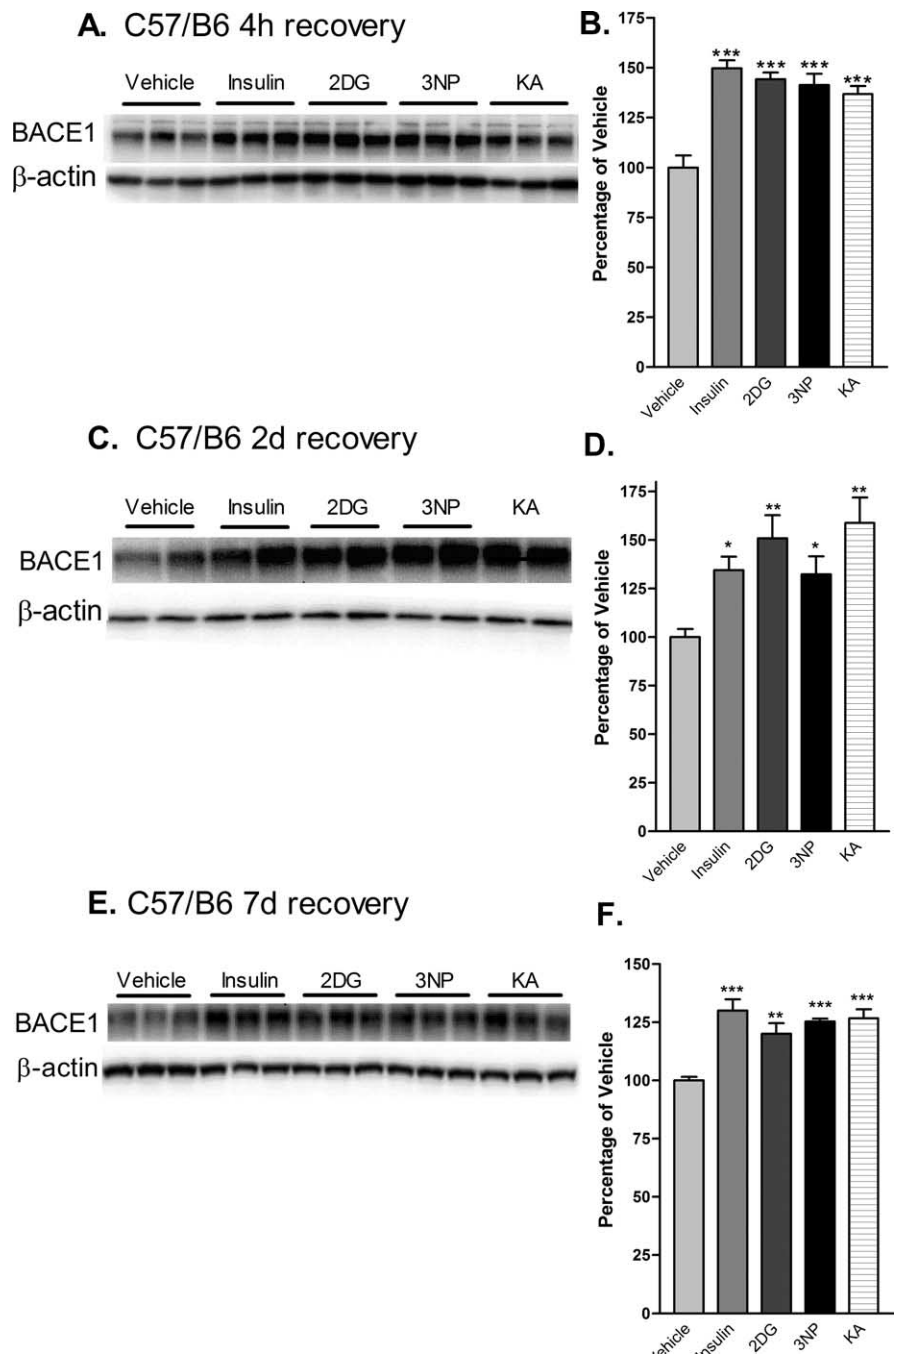 A. C57/B6 4h recovery
Vehicle Insulin 2DG 3NP KA
BACE1
β-actin
B.
Percentage of Vehicle
175
150
125
100
75
50
25
0
*** *** *** ***
Vehicle Insulin 2DG 3NP KA
C. C57/B6 2d recovery
Vehicle Insulin 2DG 3NP KA
BACE1
β-actin
D.
Percentage of Vehicle
175
150
125
100
75
50
25
0
* ** * **
Vehicle Insulin 2DG 3NP KA
E. C57/B6 7d recovery
Vehicle Insulin 2DG 3NP KA
BACE1
β-actin
F.
Percentage of Vehicle
150
125
100
75
50
25
0
*** ** *** ***
Vehicle Insulin 2DG 3NP KA